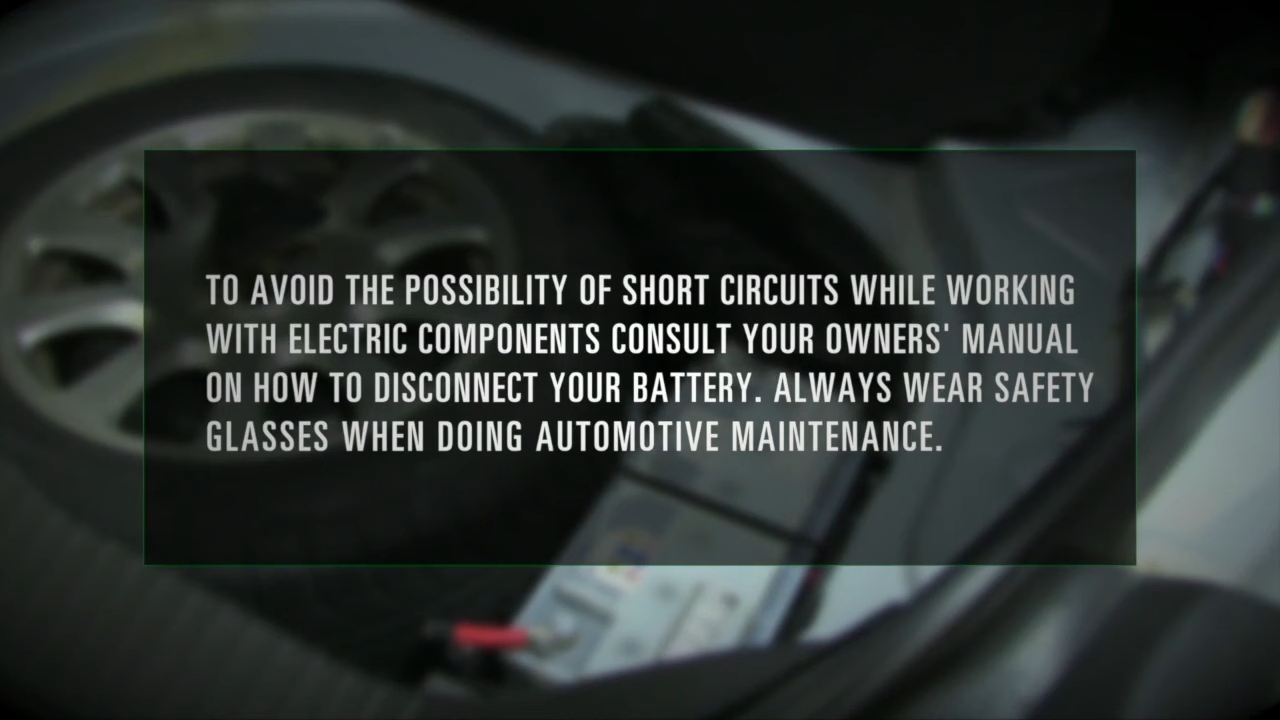 TO AVOID THE POSSIBILITY OF SHORT CIRCUITS WHILE WORKING
WITH ELECTRIC COMPONENTS CONSULT YOUR OWNERS' MANUAL
ON HOW TO DISCONNECT YOUR BATTERY. ALWAYS WEAR SAFETY
GLASSES WHEN DOING AUTOMOTIVE MAINTENANCE.